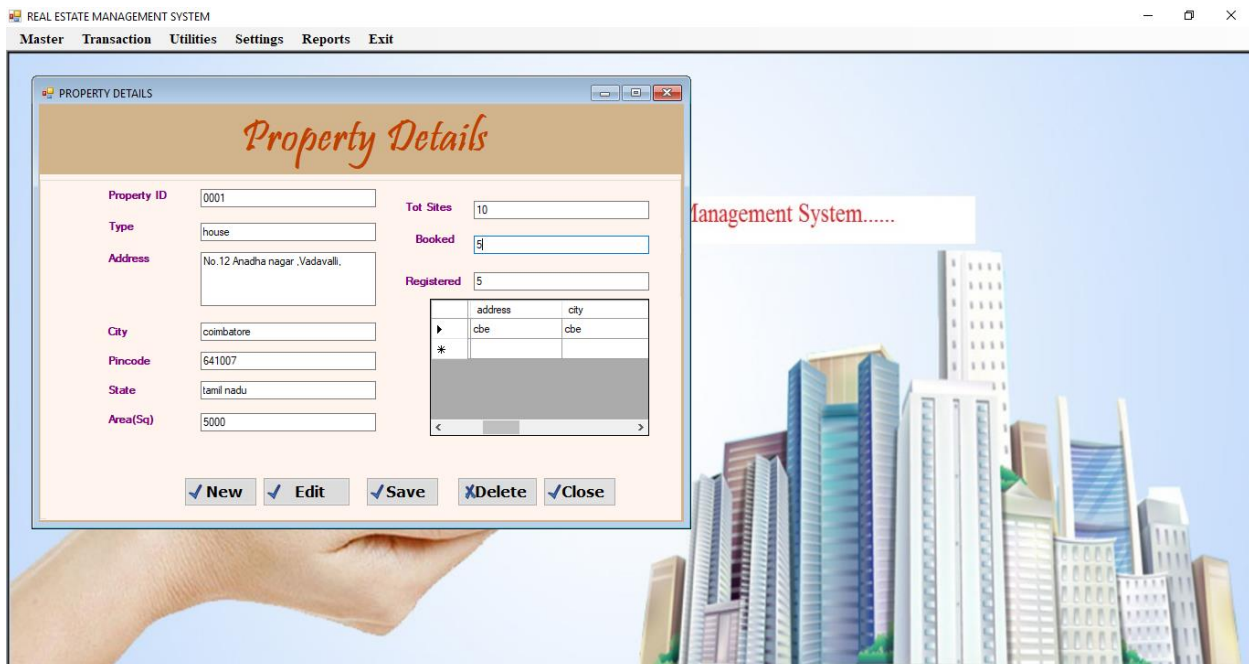 REAL ESTATE MANAGEMENT SYSTEM
Master Transaction Utilities Settings Reports Exit
PROPERTY DETAILS
Property Details
Property ID 0001
Type house
Address No.12 Anadha nagar ,Vadavalli,
City coimbatore
Pincode 641007
State tamil nadu
Area(Sq) 5000
Tot Sites 10
Booked 5
Registered 5
address city
cbe cbe
New Edit Save Delete Close
Management System......